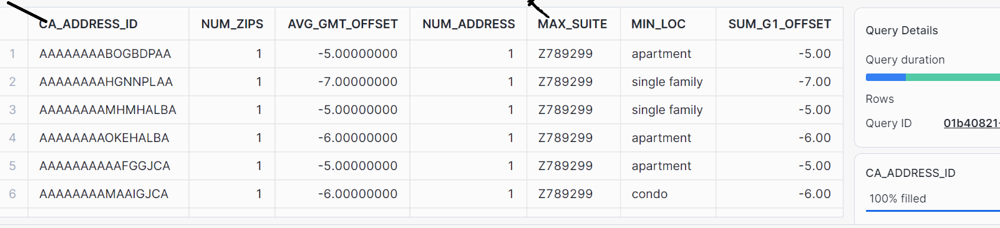 CA_ADDRESS_ID NUM_ZIPS AVG_GMT_OFFSET NUM_ADDRESS MAX_SUITE MIN_LOC SUM_G1_OFFSET
1 AAAAAAAABOGBDPAA 1 -5.00000000 1 Z789299 apartment -5.00
2 AAAAAAAAHGNNPLAA 1 -7.00000000 1 Z789299 single family -7.00
3 AAAAAAAAMHMHALBA 1 -5.00000000 1 Z789299 single family -5.00
4 AAAAAAAAOKEHALBA 1 -6.00000000 1 Z789299 apartment -6.00
5 AAAAAAAAAAFGGJCA 1 -5.00000000 1 Z789299 apartment -5.00
6 AAAAAAAAMAAIGJCA 1 -6.00000000 1 Z789299 condo -6.00
Query Details
Query duration
Rows
Query ID 01b40821-
CA_ADDRESS_ID
100% filled